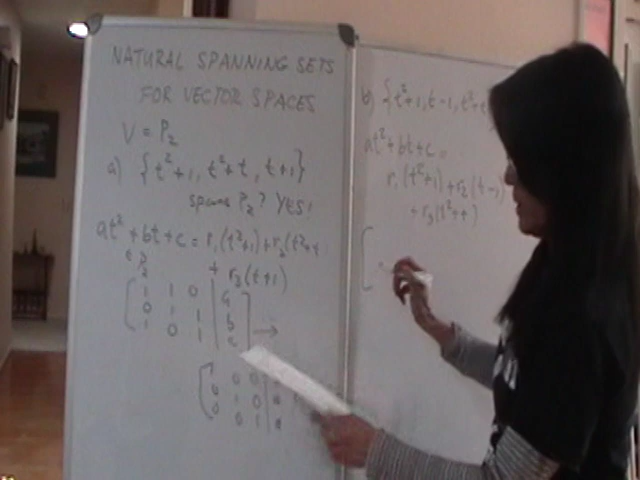 NATURAL SPANNING SETS
FOR VECTOR SPACES
V = P₂
a) {t²+1, t²+t, t+1}
spans P₂? YES!
at²+bt+c = r₁(t²+1)+r₂(t²+t
∈ P₂
+ r₃(t+1)
[1 1 0 | a]
[0 1 1 | b]
[1 0 1 | c] →
0 0
0 1 0
0 1
b) {t²+1, t-1, t²+t
at²+bt+c =
r₁(t²+1)+r₂(t-1)
+r₃(t²+t)
[